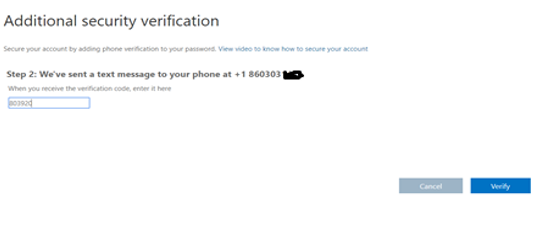 Additional security verification
Secure your account by adding phone verification to your password. View video to know how to secure your account
Step 2: We've sent a text message to your phone at +1 860303
When you receive the verification code, enter it here
803920
Cancel
Verify